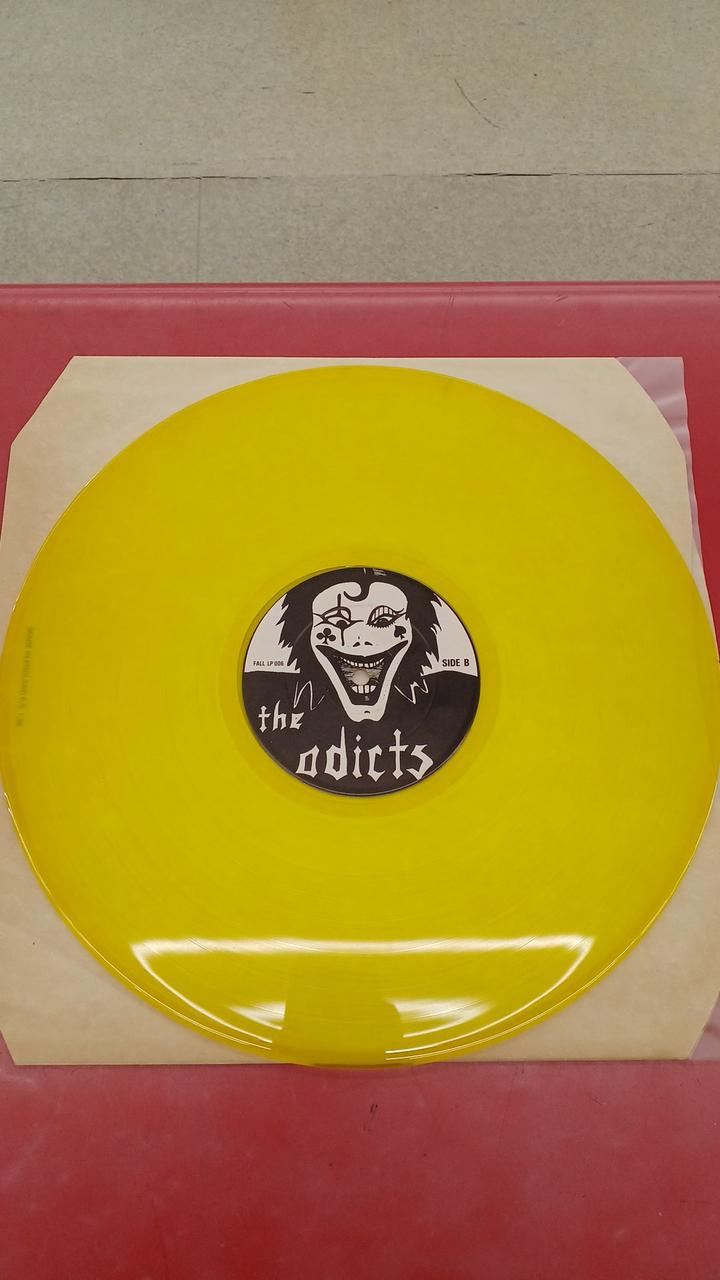 FALL LP 006
SIDE B
the
adicts